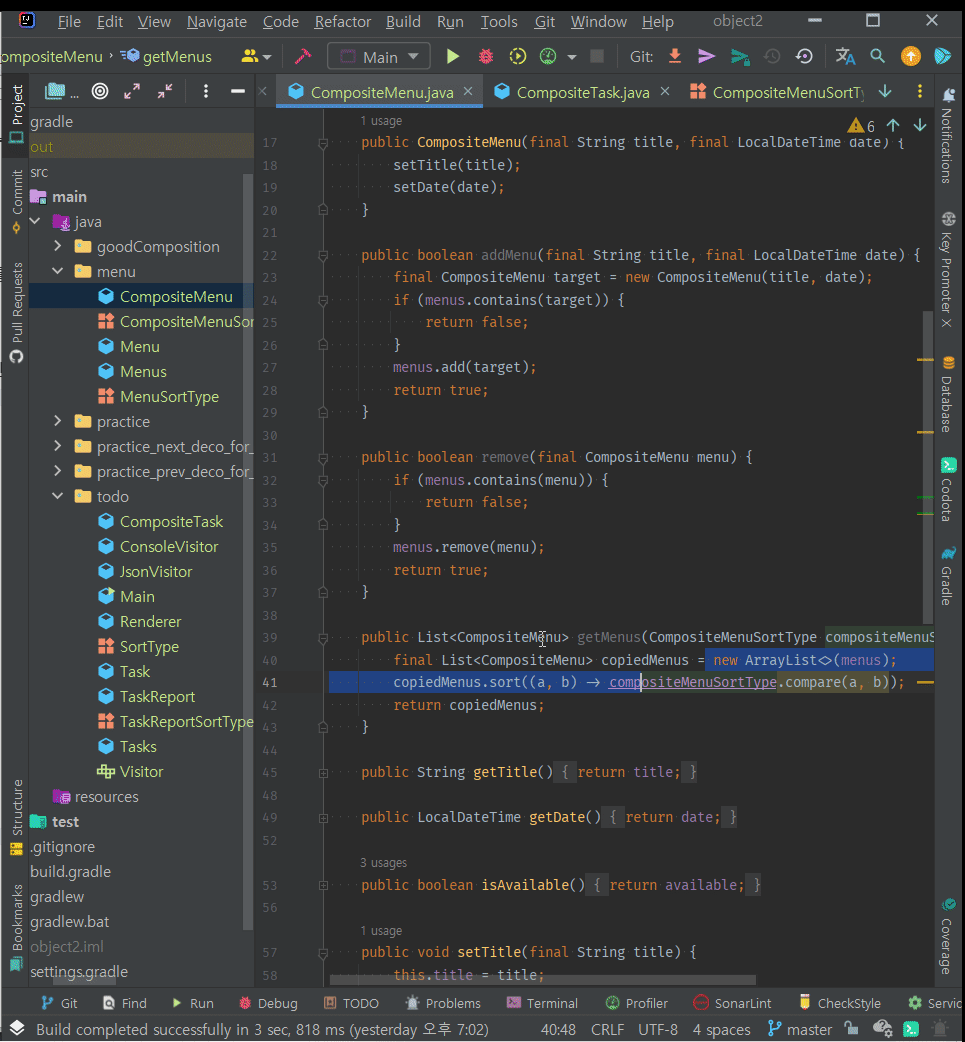 File Edit View Navigate Code Refactor Build Run Tools Git Window Help object2
ompositeMenu getMenus Main Git:
Project ...
CompositeMenu.java CompositeTask.java CompositeMenuSortT
gradle
out
src
main
java
goodComposition
menu
CompositeMenu
CompositeMenuSor
Menu
Menus
MenuSortType
practice
practice_next_deco_for_
practice_prev_deco_for_
todo
CompositeTask
ConsoleVisitor
JsonVisitor
Main
Renderer
SortType
Task
TaskReport
TaskReportSortType
Tasks
Visitor
resources
test
.gitignore
build.gradle
gradlew
gradlew.bat
object2.iml
settings.gradle
Commit
Pull Requests
Structure
Bookmarks
1 usage
6
17 public CompositeMenu(final String title, final LocalDateTime date) {
18 setTitle(title);
19 setDate(date);
20 }
21
22 public boolean addMenu(final String title, final LocalDateTime date) {
23 final CompositeMenu target = new CompositeMenu(title, date);
24 if (menus.contains(target)) {
25 return false;
26 }
27 menus.add(target);
28 return true;
29 }
30
31 public boolean remove(final CompositeMenu menu) {
32 if (menus.contains(menu)) {
33 return false;
34 }
35 menus.remove(menu);
36 return true;
37 }
38
39 public List<CompositeMenu> getMenus(CompositeMenuSortType compositeMenuS
40 final List<CompositeMenu> copiedMenus = new ArrayList<>(menus);
41 copiedMenus.sort((a, b) → compositeMenuSortType.compare(a, b));
42 return copiedMenus;
43 }
44
45 public String getTitle() { return title; }
48
49 public LocalDateTime getDate() { return date; }
52
3 usages
53 public boolean isAvailable() { return available; }
56
1 usage
57 public void setTitle(final String title) {
58 this.title = title;
Notifications
Key Promoter X
Database
Codota
Gradle
Coverage
Git Find Run Debug TODO Problems Terminal Profiler SonarLint CheckStyle Servic
Build completed successfully in 3 sec, 818 ms (yesterday 오후 7:02) 40:48 CRLF UTF-8 4 spaces master